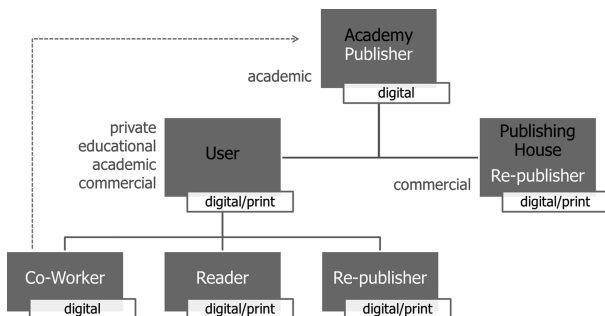 Academy
Publisher
academic
digital
private
educational
academic
commercial
User
digital/print
commercial
Publishing
House
Re-publisher
digital/print
Co-Worker
digital
Reader
digital/print
Re-publisher
digital/print